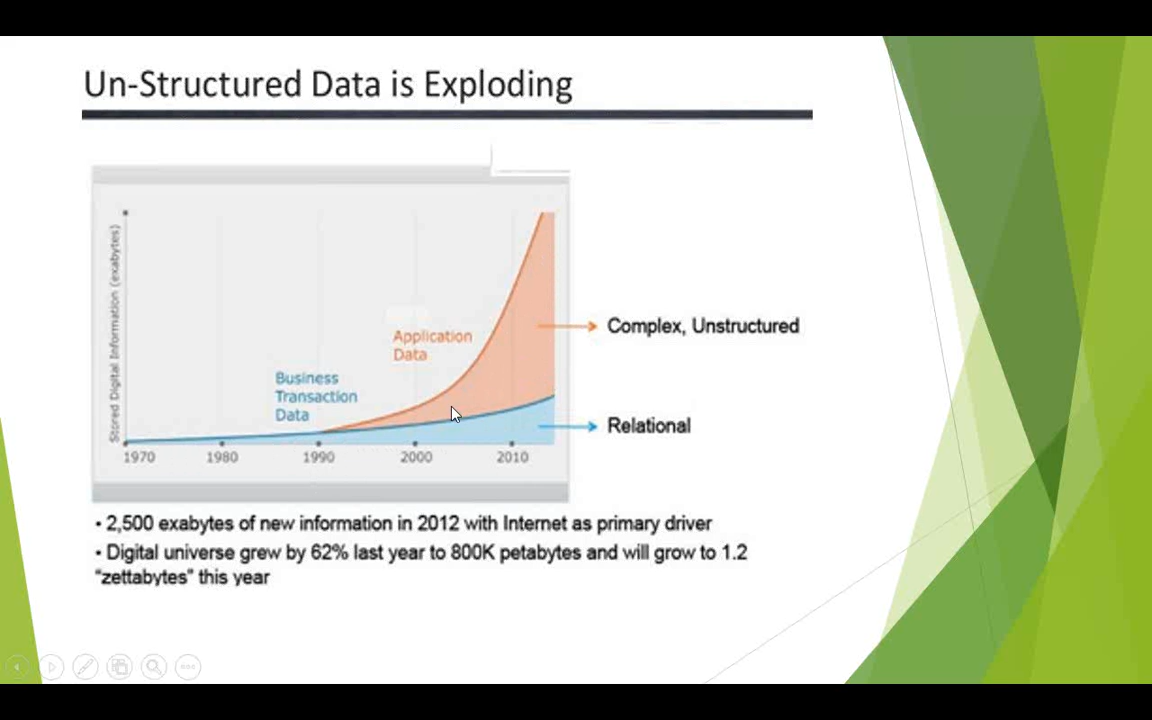 Un-Structured Data is Exploding
Stored Digital Information (exabytes)
Application
Data
Business
Transaction
Data
Complex, Unstructured
Relational
1970 1980 1990 2000 2010
• 2,500 exabytes of new information in 2012 with Internet as primary driver
• Digital universe grew by 62% last year to 800K petabytes and will grow to 1.2
“zettabytes” this year